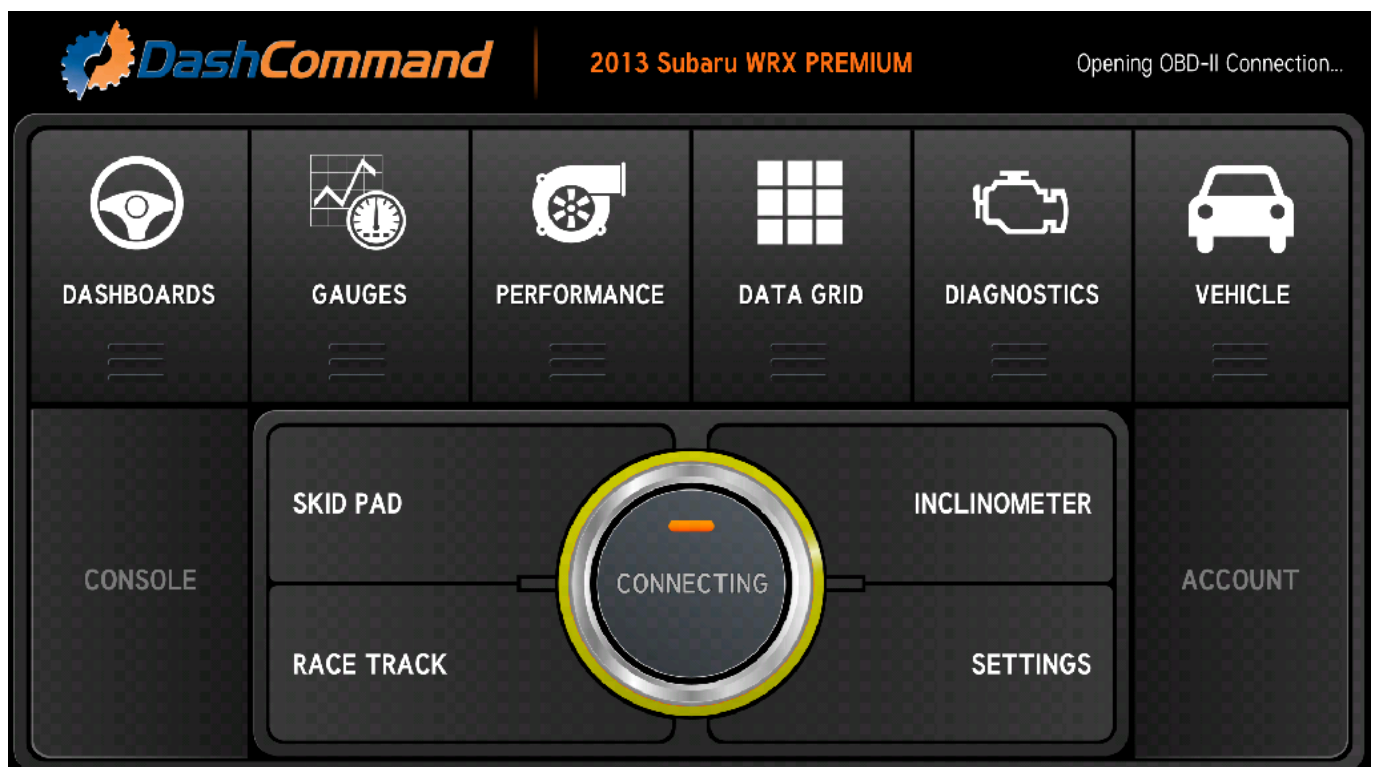 DashCommand
2013 Subaru WRX PREMIUM
Opening OBD-II Connection...
DASHBOARDS
GAUGES
PERFORMANCE
DATA GRID
DIAGNOSTICS
VEHICLE
CONSOLE
SKID PAD
INCLINOMETER
CONNECTING
ACCOUNT
RACE TRACK
SETTINGS